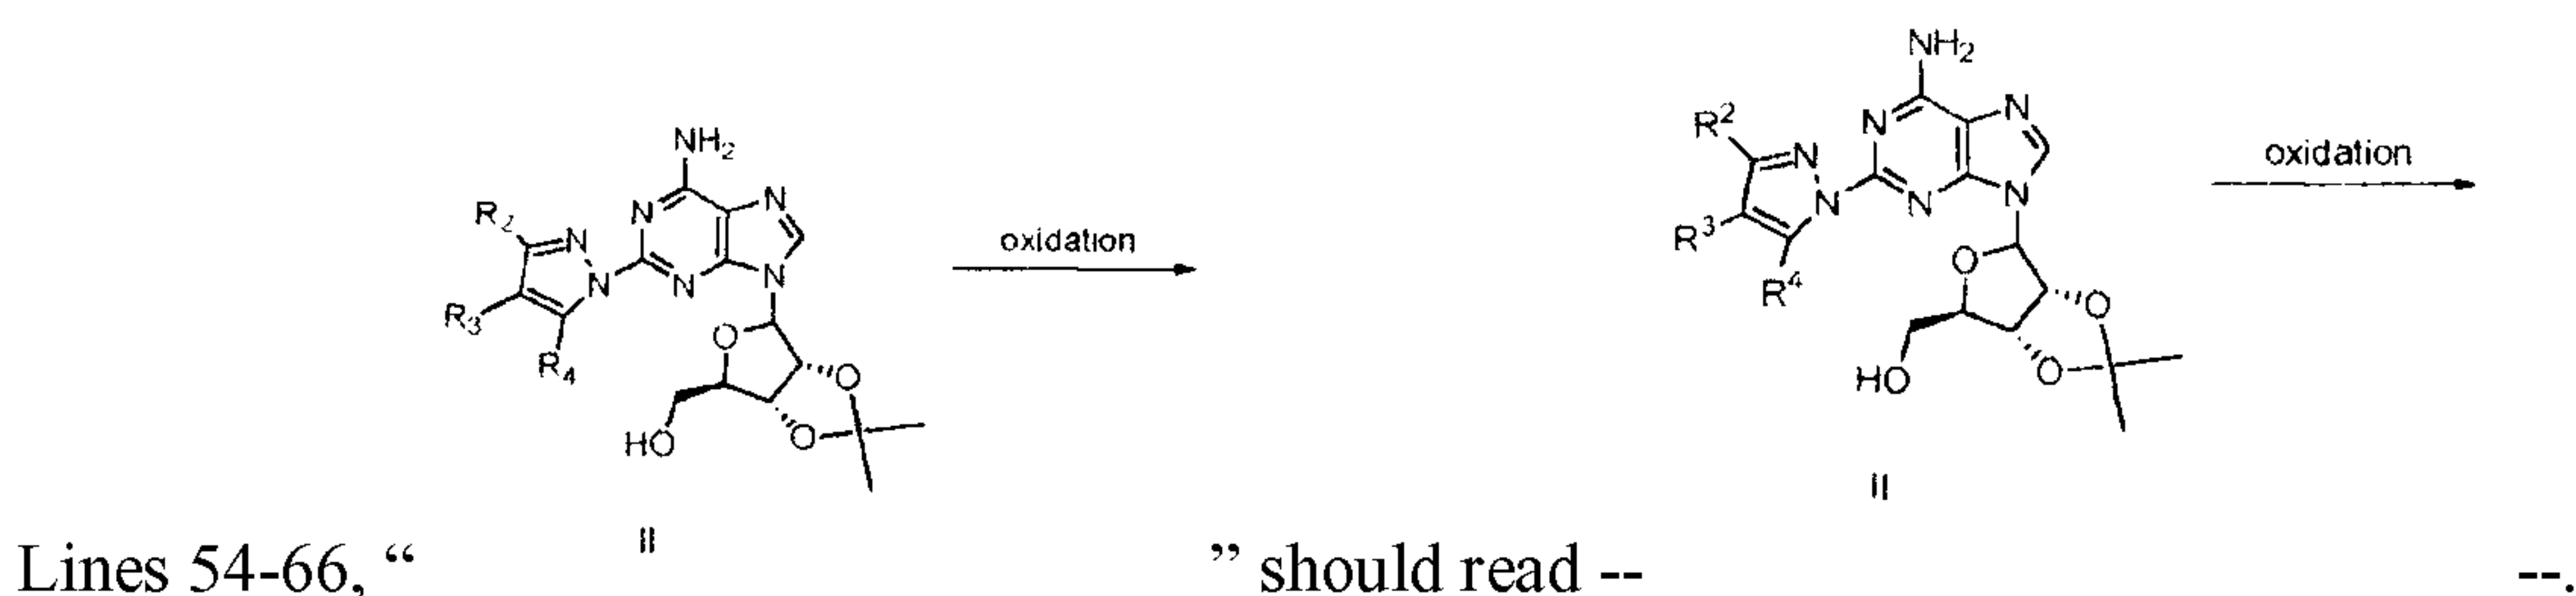 NH2
N
N
R2
N
N
N
N
R3
R4
O
O
O
HO
II
oxidation
NH2
N
N
R2
N
N
N
N
R3
R4
O
O
O
HO
II
oxidation
Lines 54-66, “ ” should read -- --.